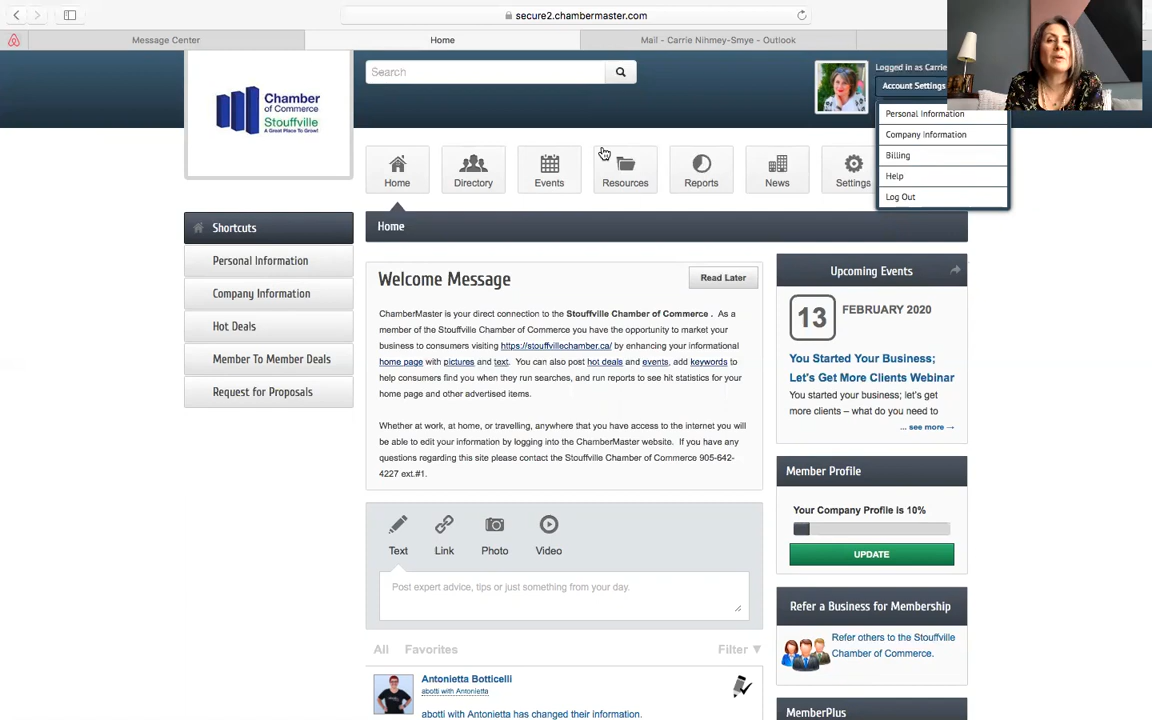 secure2.chambermaster.com
Message Center
Home
Mail - Carrie Nihmey-Smye - Outlook
Search
Logged in as Carrie
Account Settings
Personal Information
Company Information
Billing
Help
Log Out
Chamber
of Commerce
Stouffville
A Great Place To Grow!
Home
Directory
Events
Resources
Reports
News
Settings
Shortcuts
Personal Information
Company Information
Hot Deals
Member To Member Deals
Request for Proposals
Home
Welcome Message
Read Later
ChamberMaster is your direct connection to the Stouffville Chamber of Commerce . As a
member of the Stouffville Chamber of Commerce you have the opportunity to market your
business to consumers visiting https://stouffvillechamber.ca/ by enhancing your informational
home page with pictures and text. You can also post hot deals and events, add keywords to
help consumers find you when they run searches, and run reports to see hit statistics for your
home page and other advertised items.
Whether at work, at home, or travelling, anywhere that you have access to the internet you will
be able to edit your information by logging into the ChamberMaster website. If you have any
questions regarding this site please contact the Stouffville Chamber of Commerce 905-642-
4227 ext.#1.
Text
Link
Photo
Video
Post expert advice, tips or just something from your day.
All
Favorites
Filter ▼
Antonietta Botticelli
abotti with Antonietta
abotti with Antonietta has changed their information.
Upcoming Events
13
FEBRUARY 2020
You Started Your Business;
Let's Get More Clients Webinar
You started your business; let's get
more clients – what do you need to
... see more →
Member Profile
Your Company Profile is 10%
UPDATE
Refer a Business for Membership
Refer others to the Stouffville
Chamber of Commerce.
MemberPlus